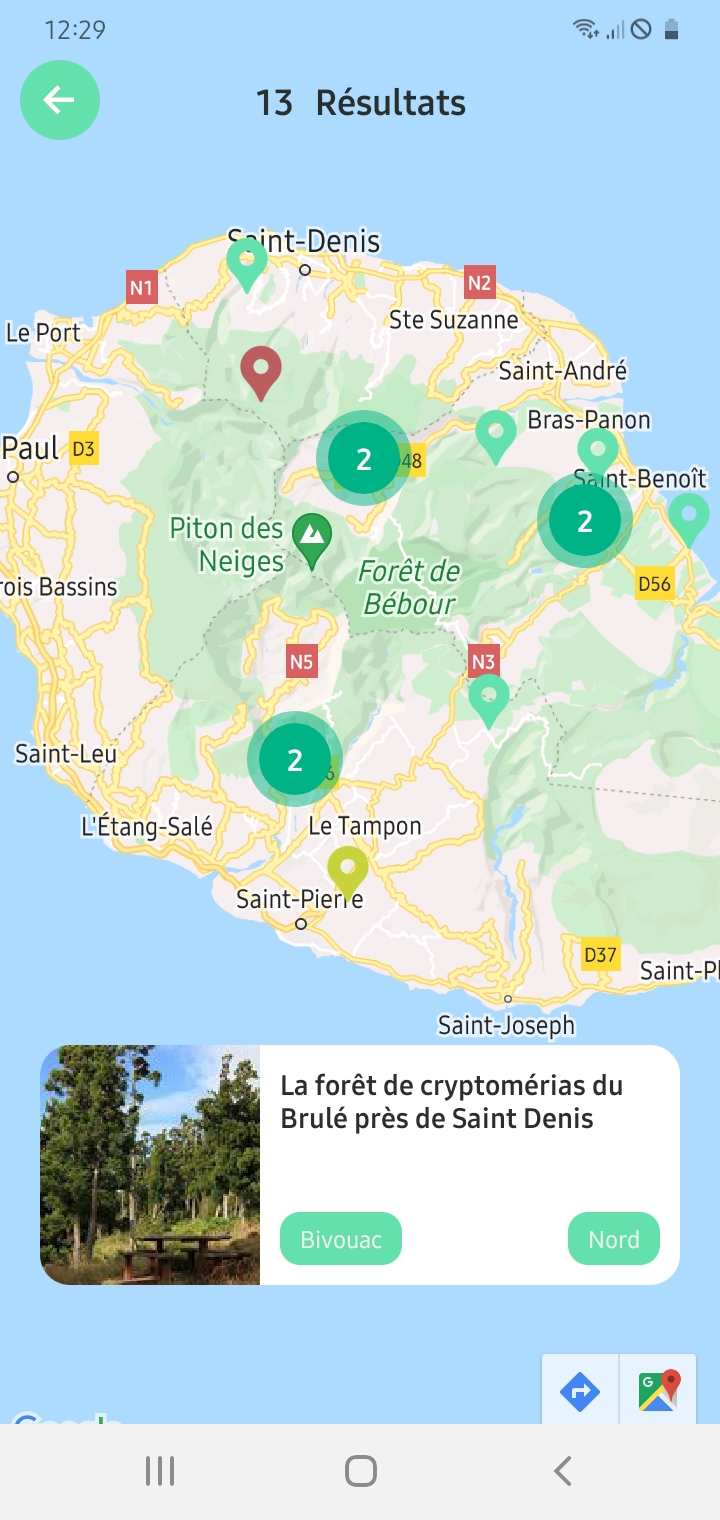 12:29
13 Résultats
Saint-Denis
N1
N2
Ste Suzanne
Le Port
Saint-André
Bras-Panon
Paul
D3
2
48
Saint-Benoît
2
Piton des
Neiges
Forêt de
Bébour
rois Bassins
D56
N5
N3
Saint-Leu
2
6
L'Étang-Salé
Le Tampon
Saint-Pierre
D37
Saint-Ph
Saint-Joseph
La forêt de cryptomérias du
Brulé près de Saint Denis
Bivouac
Nord
G
Google